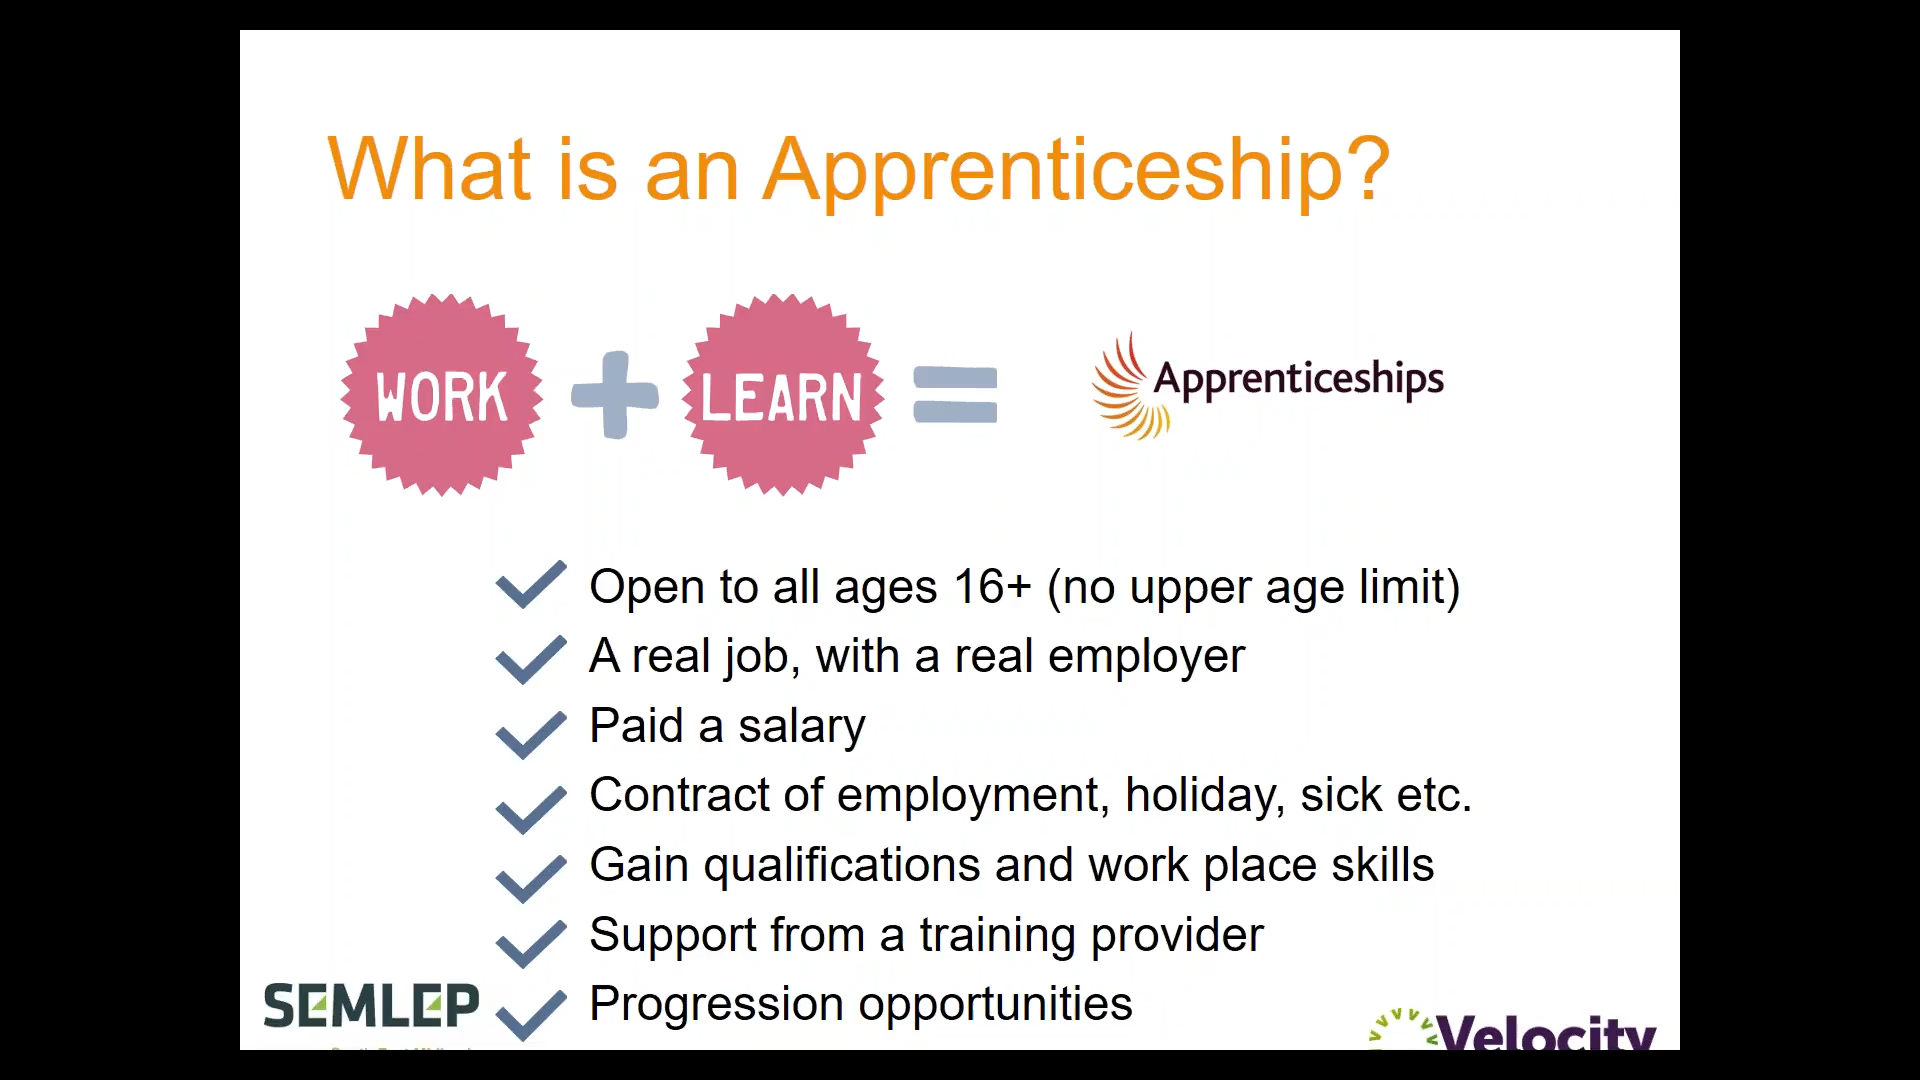 What is an Apprenticeship?
WORK + LEARN = Apprenticeships
Open to all ages 16+ (no upper age limit)
A real job, with a real employer
Paid a salary
Contract of employment, holiday, sick etc.
Gain qualifications and work place skills
Support from a training provider
Progression opportunities
SEMLEP
Velocity